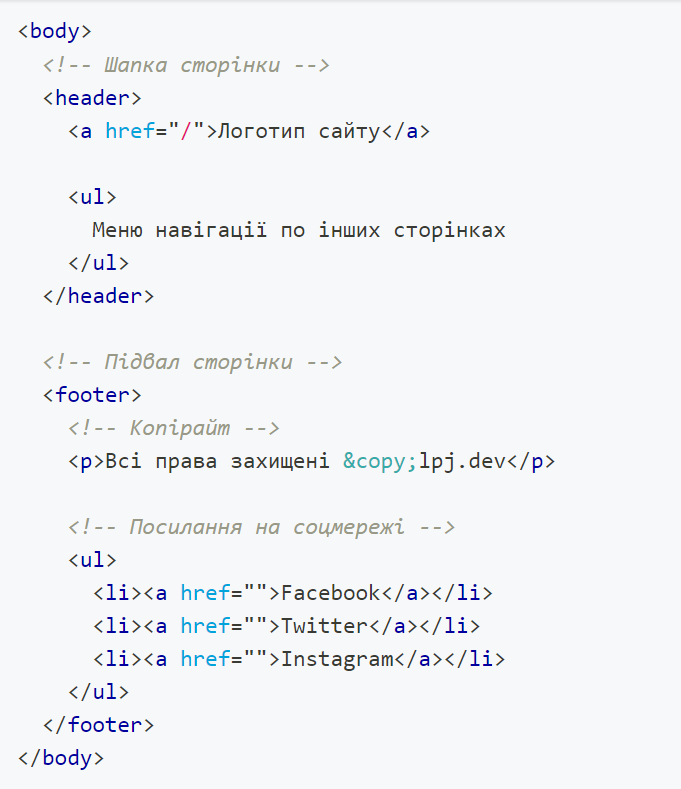 <body>
<!-- Шапка сторінки -->
<header>
<a href="/">Логотип сайту</a>
<ul>
Меню навігації по інших сторінках
</ul>
</header>
<!-- Підвал сторінки -->
<footer>
<!-- Копірайт -->
<p>Всі права захищені &copy;lpj.dev</p>
<!-- Посилання на соцмережі -->
<ul>
<li><a href="">Facebook</a></li>
<li><a href="">Twitter</a></li>
<li><a href="">Instagram</a></li>
</ul>
</footer>
</body>